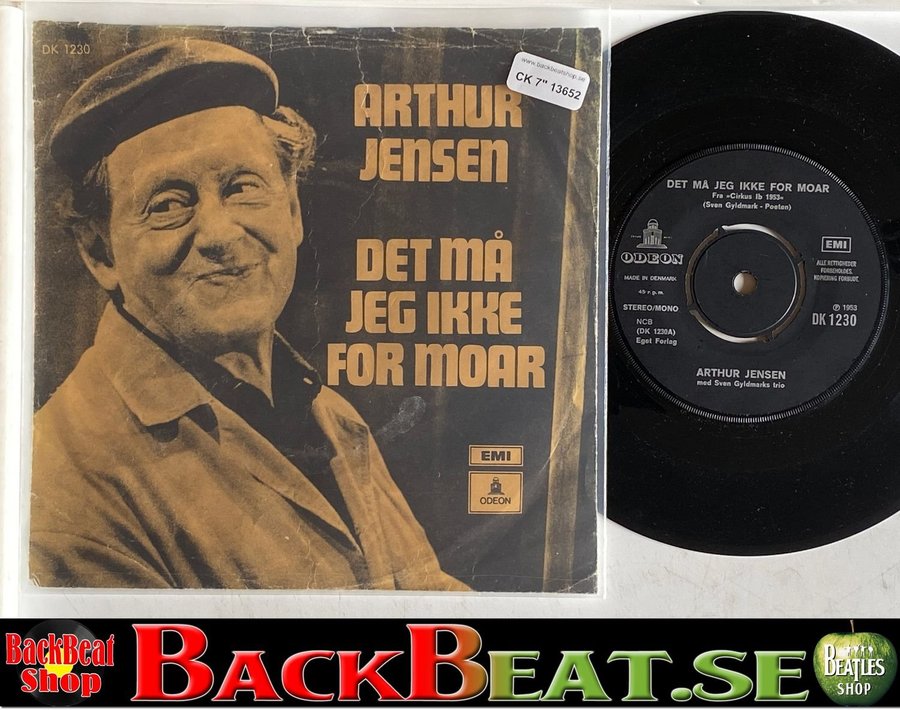 DK 1230
www.backbeatshop.se
CK 7" 13652
ARTHUR
JENSEN
DET MÅ
JEG IKKE
FOR MOAR
EMI
ODEON
DET MÅ JEG IKKE FOR MOAR
Fra »Cirkus Ib 1953«
(Sven Gyldmark - Poeten)
ODEON
MADE IN DENMARK
45 r.p.m.
STEREO/MONO
NCB
(DK 1230A)
Eget Forlag
EMI
ALLE RETTIGHEDER
FORBEHOLDES.
KOPIERING FORBUDT.
℗ 1953
DK 1230
ARTHUR JENSEN
med Sven Gyldmarks trio
BackBeat
Shop
BACKBEAT.SE
BEATLES
SHOP